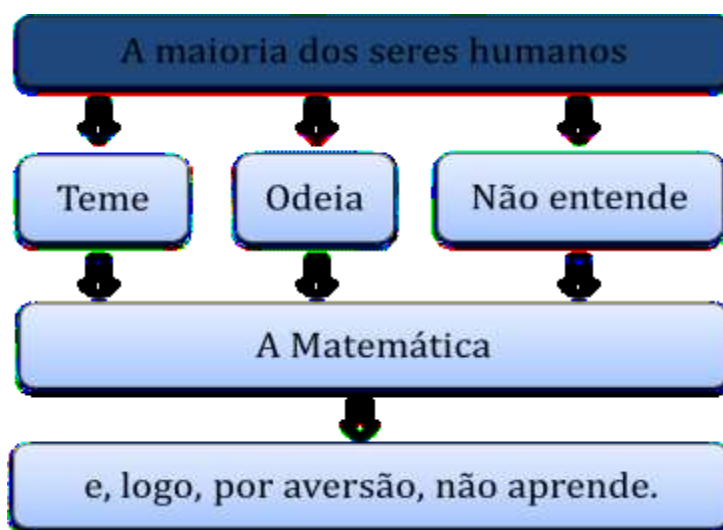 A maioria dos seres humanos
Teme
Odeia
Não entende
A Matemática
e, logo, por aversão, não aprende.